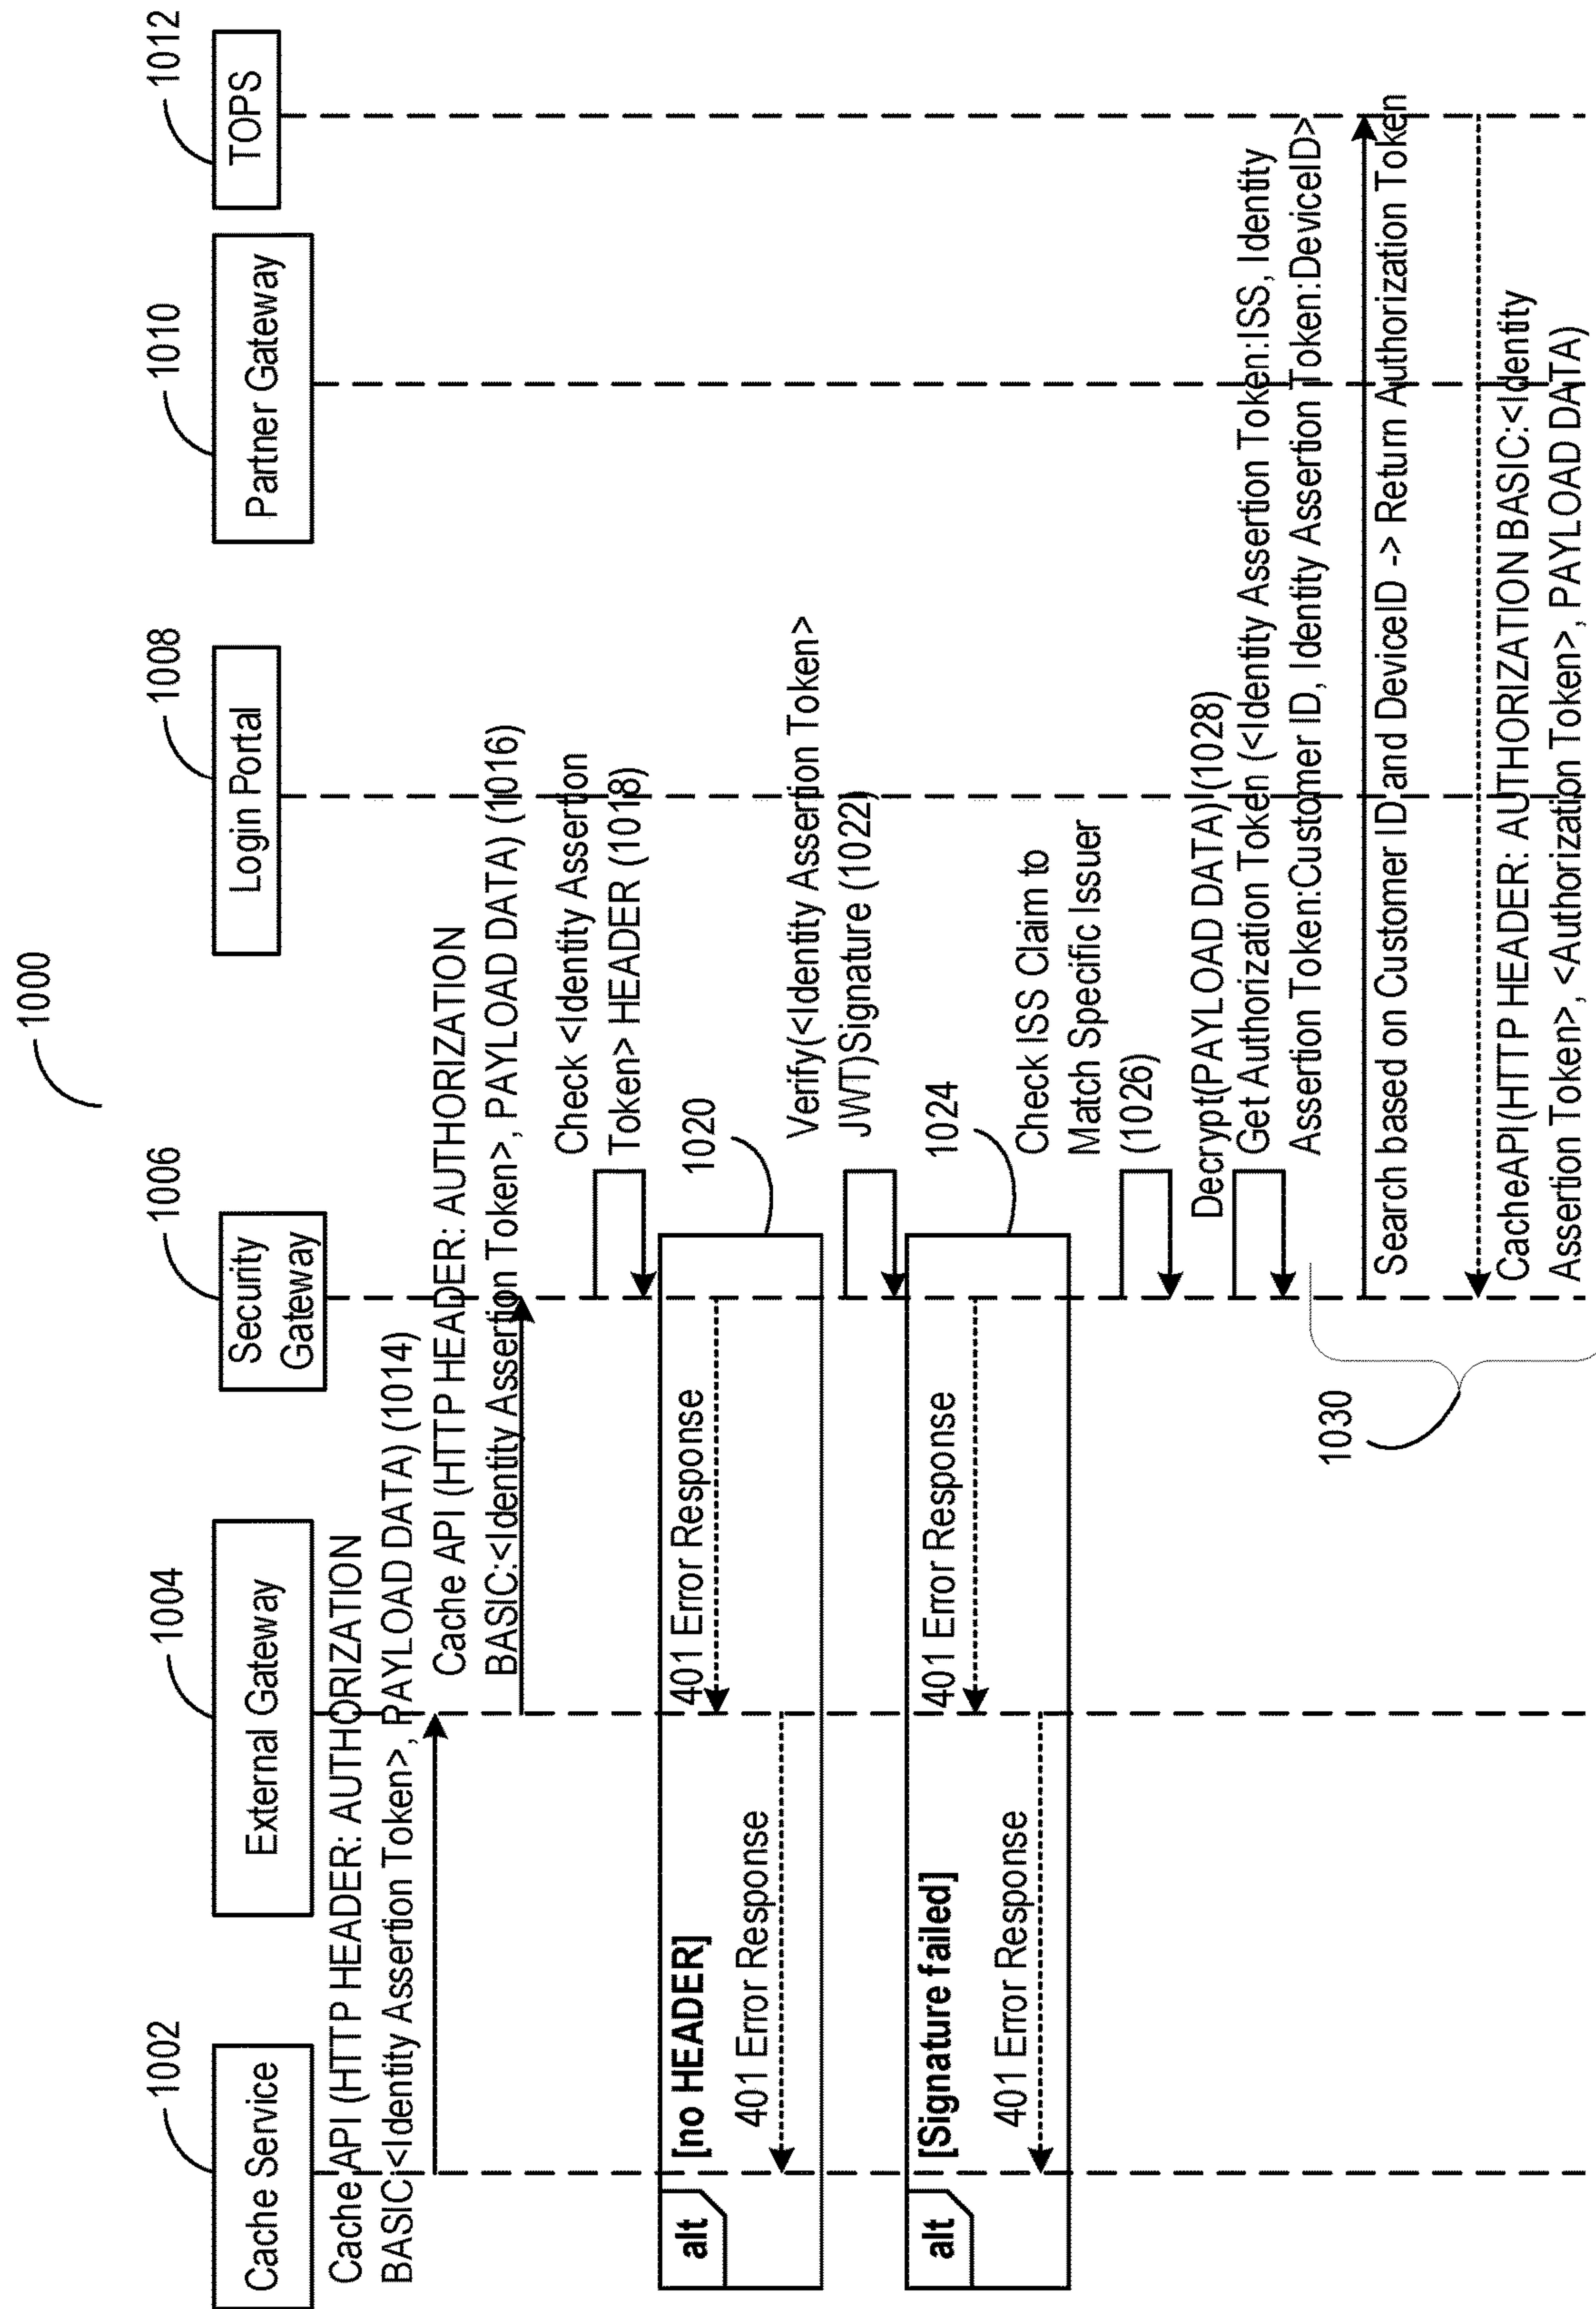 1000
1002
1004
1006
1008
1010
1012
Cache Service
External Gateway
Security
Gateway
Login Portal
Partner Gateway
TOPS
Cache API (HTTP HEADER: AUTHORIZATION
BASIC:<Identity Assertion Token>, PAYLOAD DATA) (1014)
Cache API (HTTP HEADER: AUTHORIZATION
BASIC:<Identity Assertion Token>, PAYLOAD DATA) (1016)
Check <Identity Assertion
Token> HEADER (1018)
1020
alt
[no HEADER]
401 Error Response
401 Error Response
Verify(<Identity Assertion Token>
JWT)Signature (1022)
1024
alt
[Signature failed]
401 Error Response
401 Error Response
Check ISS Claim to
Match Specific Issuer
(1026)
Decrypt(PAYLOAD DATA) (1028)
Get Authorization Token (<Identity Assertion Token:ISS, Identity
Assertion Token:Customer ID, Identity Assertion Token:DeviceID>
1030
Search based on Customer ID and DeviceID -> Return Authorization Token
CacheAPI(HTTP HEADER: AUTHORIZATION BASIC:<Identity
Assertion Token>, <Authorization Token>, PAYLOAD DATA)